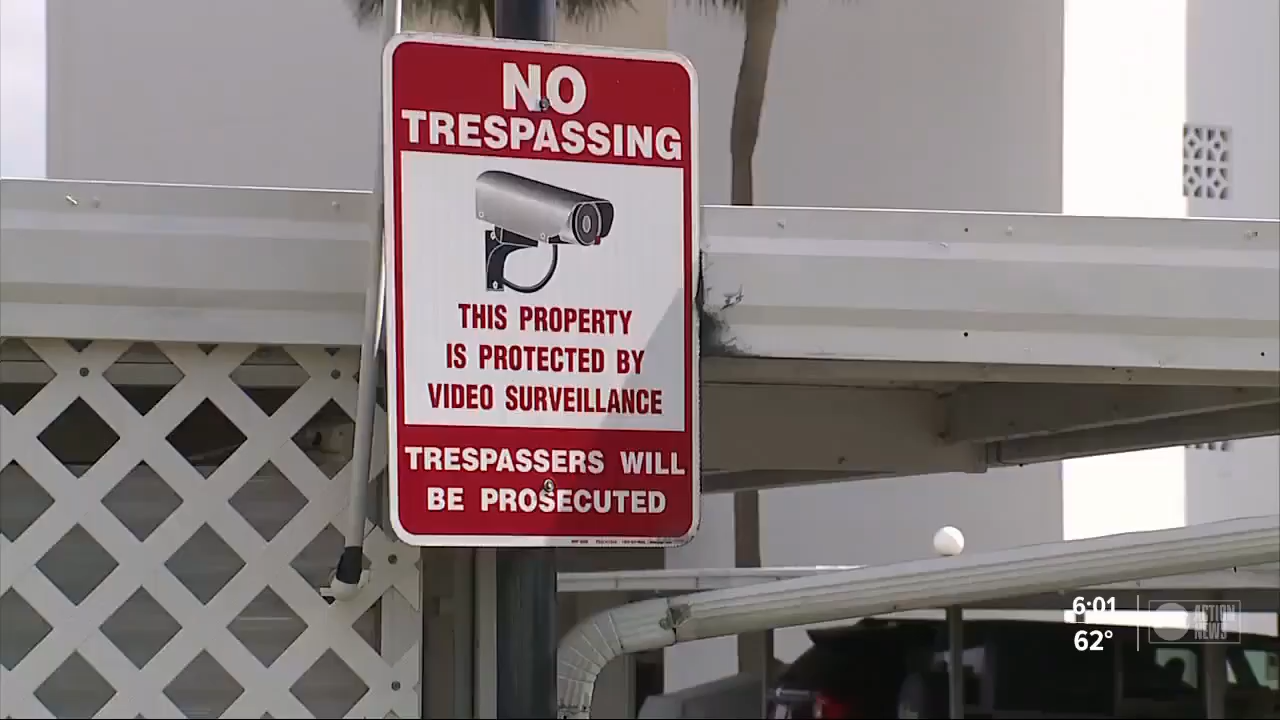 NO
TRESPASSING
THIS PROPERTY
IS PROTECTED BY
VIDEO SURVEILLANCE
TRESPASSERS WILL
BE PROSECUTED
6:01
62°
ACTION
NEWS